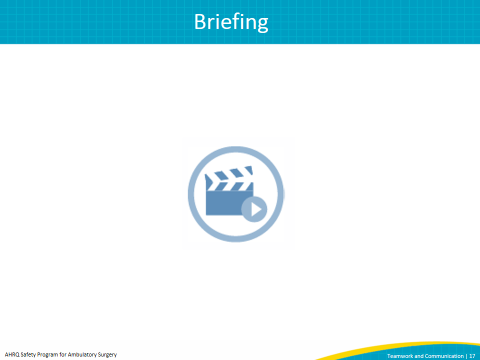 Briefing
AHRQ Safety Program for Ambulatory Surgery
Teamwork and Communication | 17